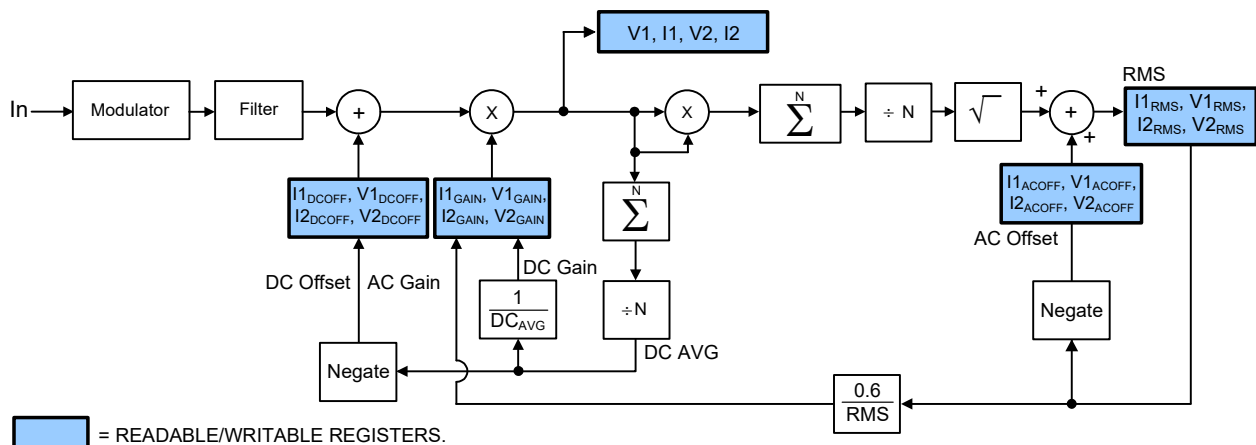 V1, I1, V2, I2
RMS
In
Modulator
Filter
+
X
X
N
∑
÷ N
√
+
+
+
I1RMS, V1RMS,
I2RMS, V2RMS
I1DCOFF, V1DCOFF,
I2DCOFF, V2DCOFF
I1GAIN, V1GAIN,
I2GAIN, V2GAIN
N
∑
I1ACOFF, V1ACOFF,
I2ACOFF, V2ACOFF
AC Offset
DC Offset
AC Gain
DC Gain
1
DCAVG
÷N
Negate
DC AVG
Negate
0.6
RMS
= READABLE/WRITABLE REGISTERS.